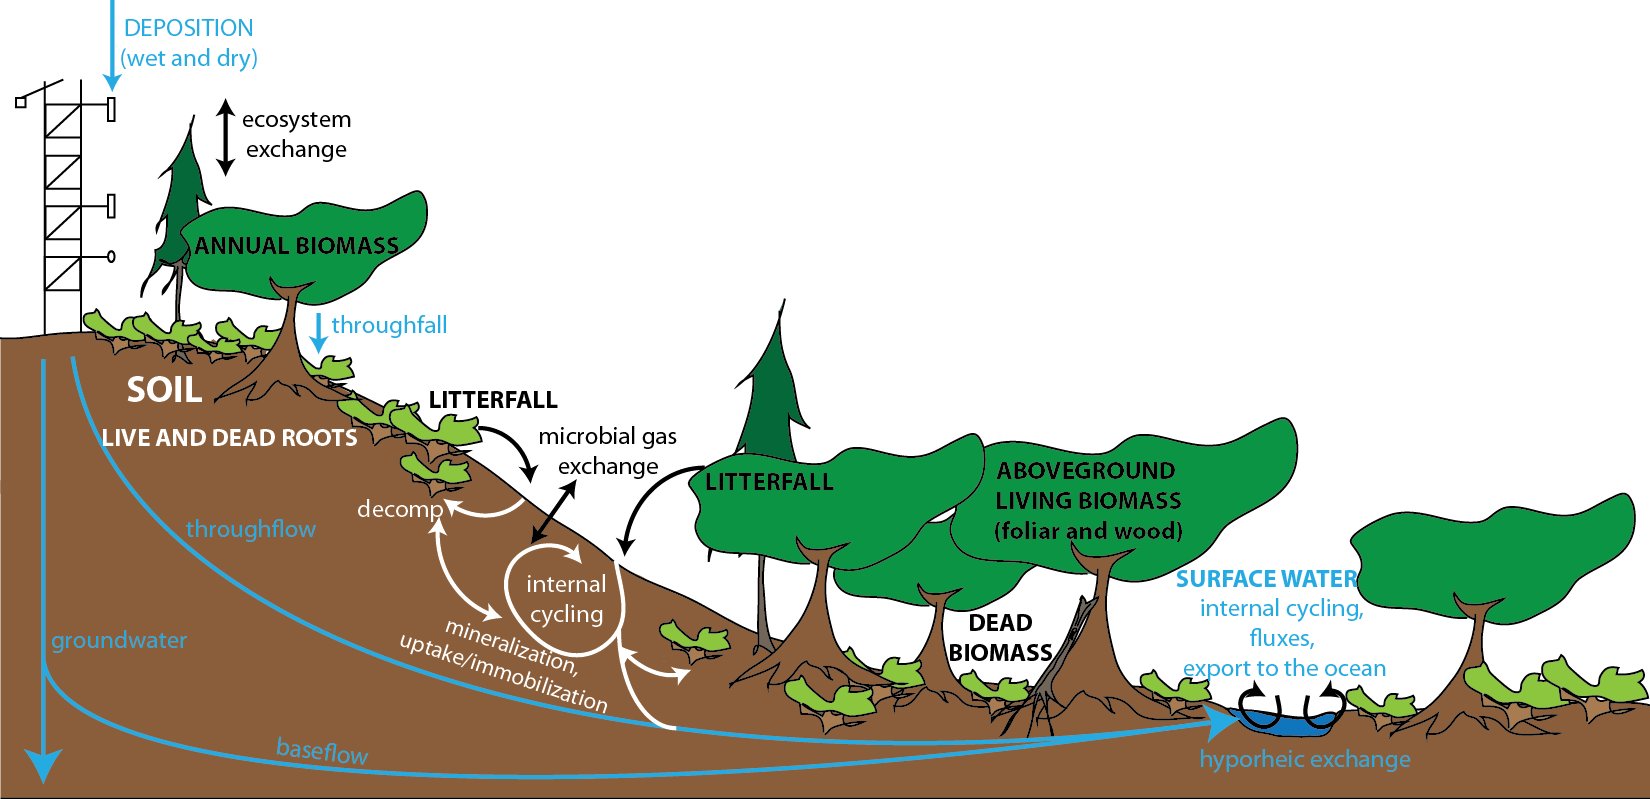 DEPOSITION
(wet and dry)
ecosystem
exchange
ANNUAL BIOMASS
throughfall
SOIL
LIVE AND DEAD ROOTS
LITTERFALL
microbial gas
exchange
decomp
throughflow
internal
cycling
mineralization,
uptake/immobilization
groundwater
baseflow
LITTERFALL
ABOVEGROUND
LIVING BIOMASS
(foliar and wood)
DEAD
BIOMASS
SURFACE WATER
internal cycling,
fluxes,
export to the ocean
hyporheic exchange